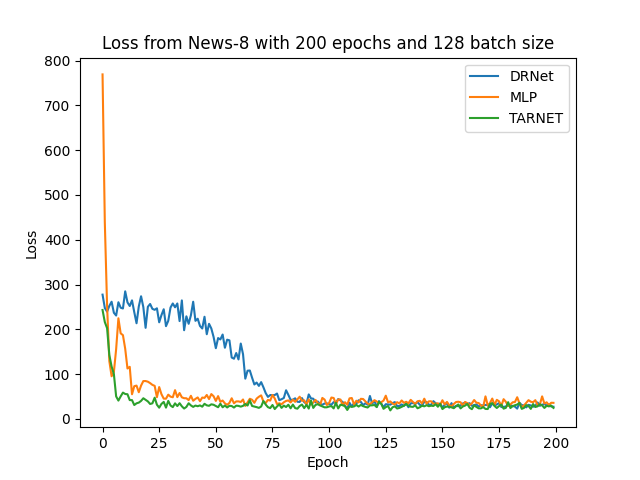 Loss from News-8 with 200 epochs and 128 batch size
800
700
600
500
400
300
200
100
0
Loss
DRNet
MLP
TARNET
0 25 50 75 100 125 150 175 200
Epoch